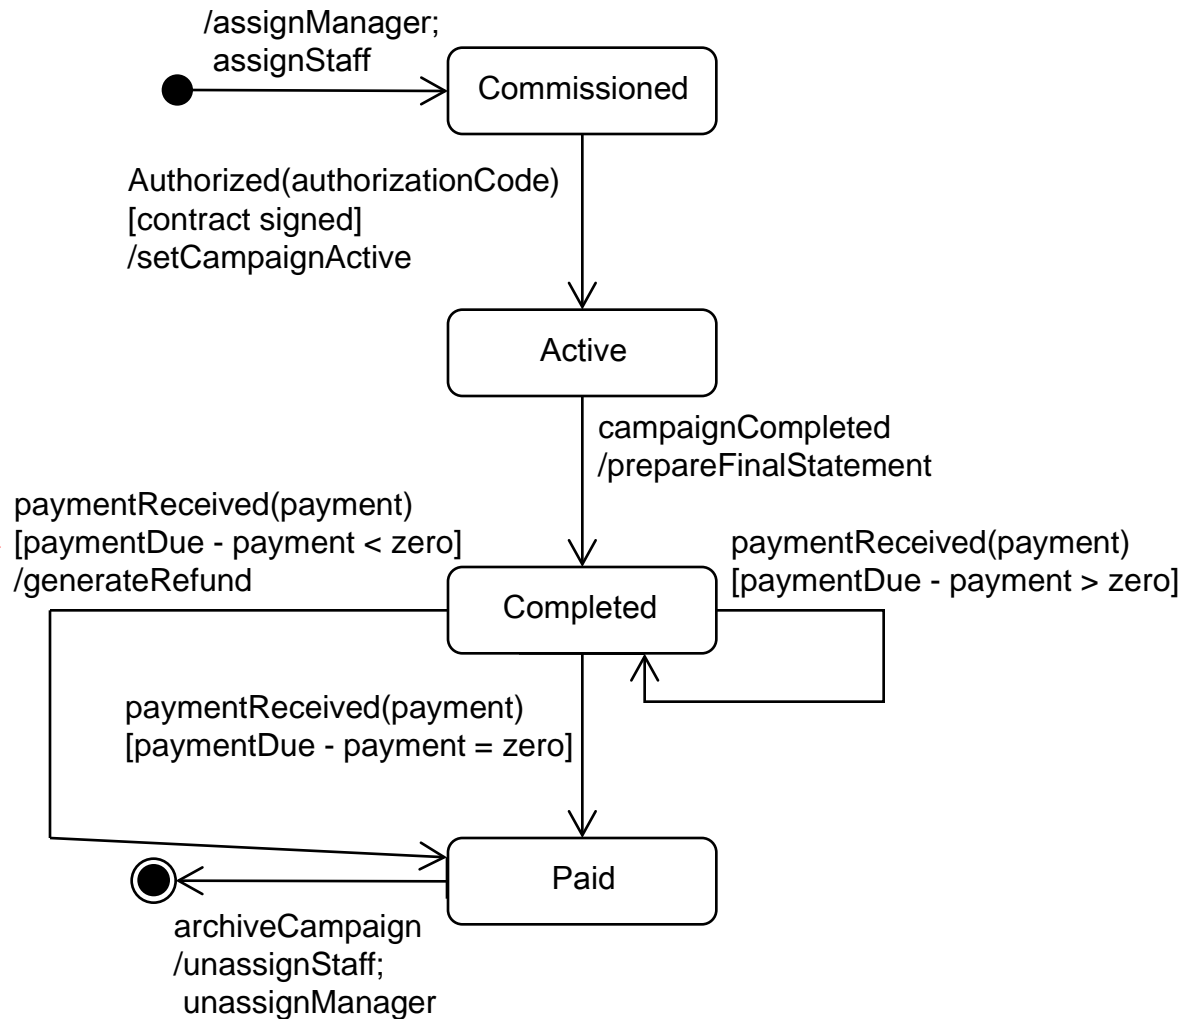 /assignManager;
assignStaff
Commissioned
Authorized(authorizationCode)
[contract signed]
/setCampaignActive
Active
campaignCompleted
/prepareFinalStatement
paymentReceived(payment)
[paymentDue - payment < zero]
/generateRefund
paymentReceived(payment)
[paymentDue - payment > zero]
Completed
paymentReceived(payment)
[paymentDue - payment = zero]
Paid
archiveCampaign
/unassignStaff;
unassignManager